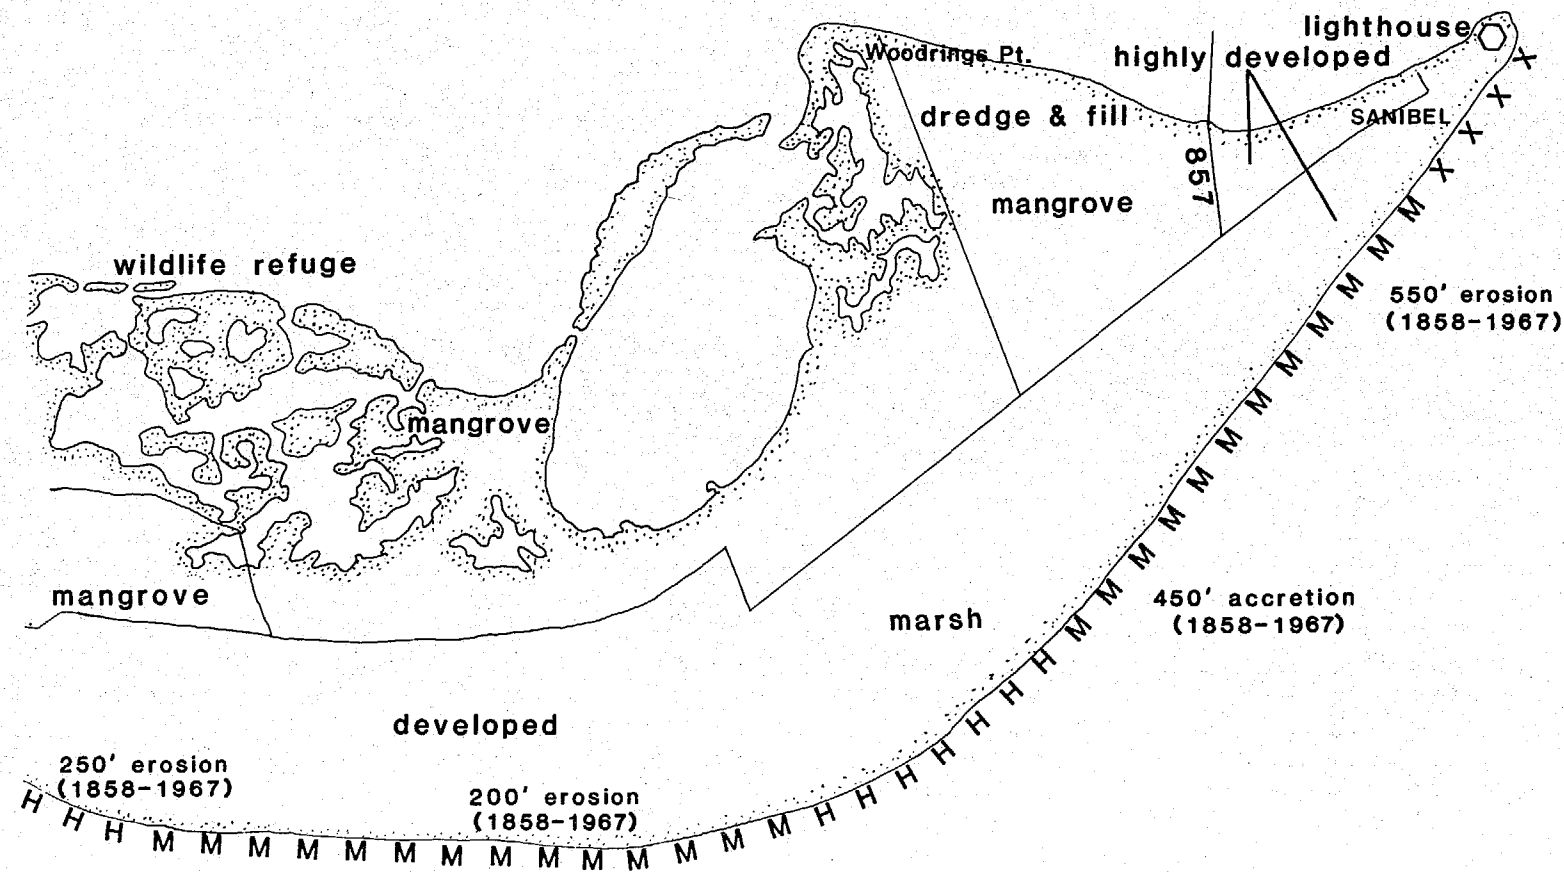 lighthouse
highly developed
Woodrings Pt.
dredge & fill
SANIBEL
857
mangrove
wildlife refuge
550' erosion
(1858-1967)
mangrove
mangrove
450' accretion
(1858-1967)
marsh
developed
250' erosion
(1858-1967)
200' erosion
(1858-1967)
H H H M M M M M M M M M M M M M M H H H H H H H M M M M M M M M M M M M X X X X